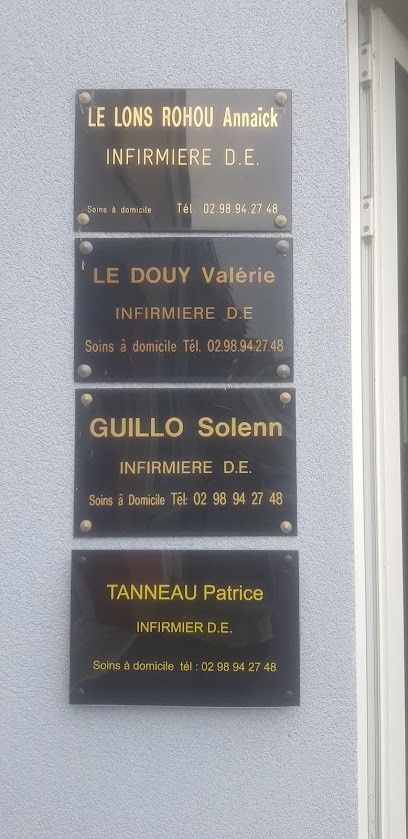 LE LONS ROHOU Annaïck
INFIRMIERE D.E.
Soins à domicile Tél. 02.98.94.27.48
LE DOUY Valérie
INFIRMIERE D.E
Soins à domicile Tél. 02.98.94.27.48
GUILLO Solenn
INFIRMIERE D.E.
Soins à Domicile Tél: 02 98 94 27 48
TANNEAU Patrice
INFIRMIER D.E.
Soins à domicile tél : 02 98 94 27 48